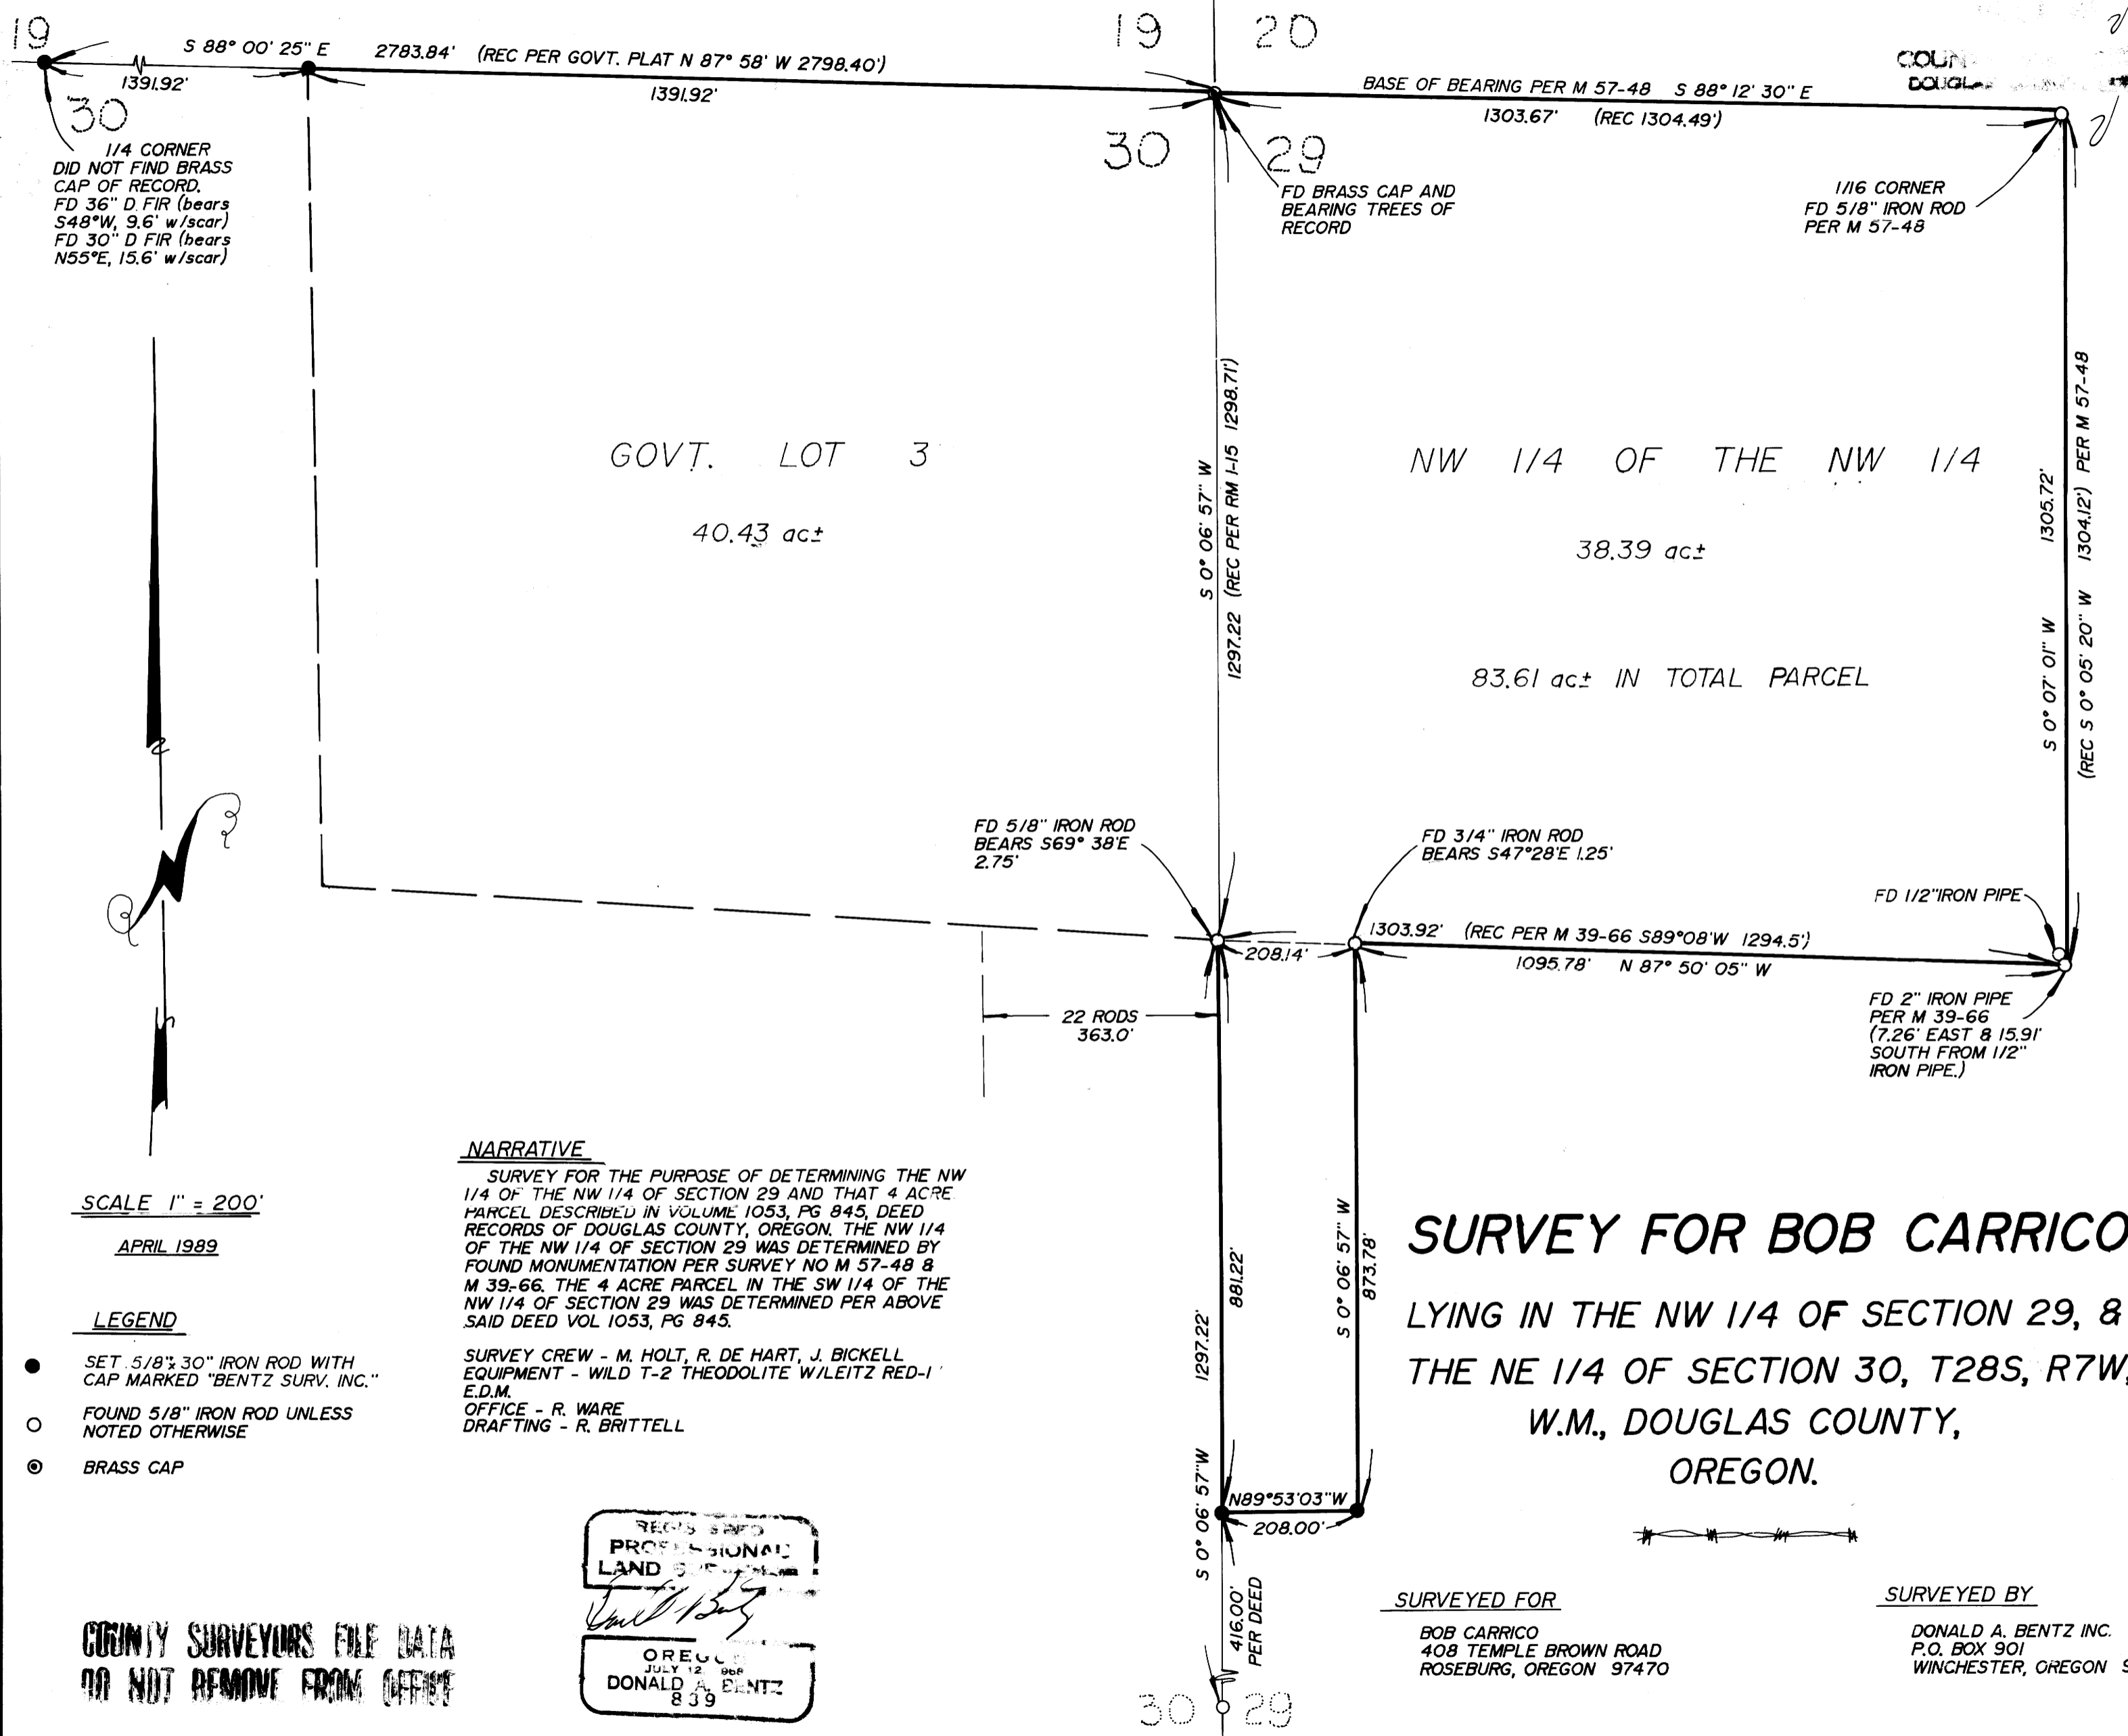 19
S 88° 00' 25" E 2783.84' (REC PER GOVT. PLAT N 87° 58' W 2798.40')
1391.92'
1391.92'
30
19 20
30 29
BASE OF BEARING PER M 57-48 S 88° 12' 30" E
1303.67' (REC 1304.49')
1/4 CORNER
DID NOT FIND BRASS
CAP OF RECORD.
FD 36" D. FIR (bears
S48°W, 9.6' w/scar)
FD 30" D FIR (bears
N55°E, 15.6' w/scar)
FD BRASS CAP AND
BEARING TREES OF
RECORD
1/16 CORNER
FD 5/8" IRON ROD
PER M 57-48
GOVT. LOT 3
40.43 ac±
S 0° 06' 57" W
1297.22 (REC PER RM 1-15 1298.71')
NW 1/4 OF THE NW 1/4
38.39 ac±
83.61 ac± IN TOTAL PARCEL
S 0° 07' 01" W 1305.72'
(REC S 0° 05' 20" W 1304.12') PER M 57-48
FD 5/8" IRON ROD
BEARS S69° 38'E
2.75'
FD 3/4" IRON ROD
BEARS S47°28'E 1.25'
FD 1/2"IRON PIPE
1303.92' (REC PER M 39-66 S89°08'W 1294.5')
208.14'
1095.78' N 87° 50' 05" W
22 RODS
363.0'
FD 2" IRON PIPE
PER M 39-66
(7.26' EAST & 15.91'
SOUTH FROM 1/2"
IRON PIPE.)
SCALE 1" = 200'
APRIL 1989
LEGEND
SET 5/8"x 30" IRON ROD WITH
CAP MARKED "BENTZ SURV. INC."
FOUND 5/8" IRON ROD UNLESS
NOTED OTHERWISE
BRASS CAP
NARRATIVE
SURVEY FOR THE PURPOSE OF DETERMINING THE NW
1/4 OF THE NW 1/4 OF SECTION 29 AND THAT 4 ACRE
PARCEL DESCRIBED IN VOLUME 1053, PG 845, DEED
RECORDS OF DOUGLAS COUNTY, OREGON. THE NW 1/4
OF THE NW 1/4 OF SECTION 29 WAS DETERMINED BY
FOUND MONUMENTATION PER SURVEY NO M 57-48 &
M 39-66. THE 4 ACRE PARCEL IN THE SW 1/4 OF THE
NW 1/4 OF SECTION 29 WAS DETERMINED PER ABOVE
SAID DEED VOL 1053, PG 845.
SURVEY CREW - M. HOLT, R. DE HART, J. BICKELL
EQUIPMENT - WILD T-2 THEODOLITE W/LEITZ RED-1
E.D.M.
OFFICE - R. WARE
DRAFTING - R. BRITTELL
S 0° 06' 57"W 1297.22'
881.22'
S 0° 06' 57" W
873.78'
N89°53'03"W
208.00'
416.00'
PER DEED
30 29
SURVEY FOR BOB CARRICO
LYING IN THE NW 1/4 OF SECTION 29, &
THE NE 1/4 OF SECTION 30, T28S, R7W,
W.M., DOUGLAS COUNTY,
OREGON.
SURVEYED FOR
BOB CARRICO
408 TEMPLE BROWN ROAD
ROSEBURG, OREGON 97470
SURVEYED BY
DONALD A. BENTZ INC.
P.O. BOX 901
WINCHESTER, OREGON
PROFESSIONAL
LAND
JULY 12,
DONALD A. BENTZ
839
COUNTY SURVEYORS FILE DATA
DO NOT REMOVE FROM OFFICE